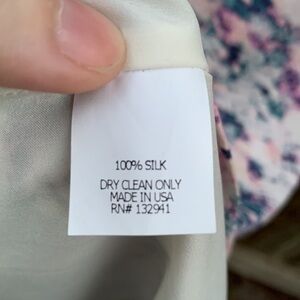 100% SILK
DRY CLEAN ONLY
MADE IN USA
RN# 132941